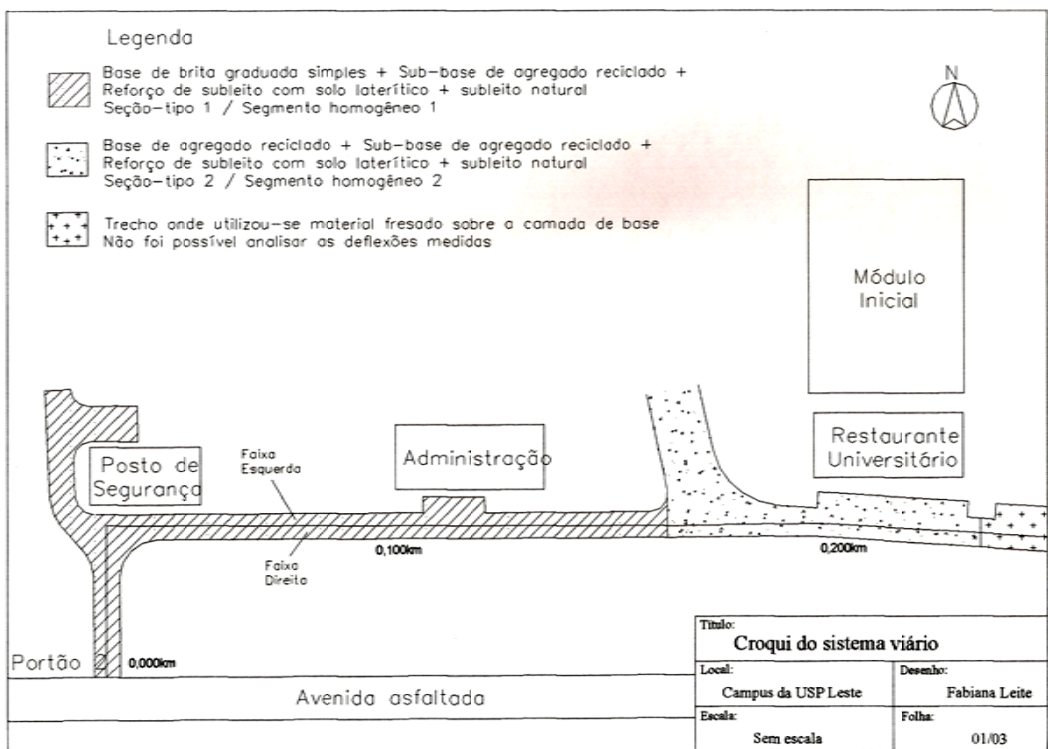 Legenda
Base de brita graduada simples + Sub-base de agregado reciclado +
Reforço de subleito com solo laterítico + subleito natural
Seção-tipo 1 / Segmento homogêneo 1
Base de agregado reciclado + Sub-base de agregado reciclado +
Reforço de subleito com solo laterítico + subleito natural
Seção-tipo 2 / Segmento homogêneo 2
Trecho onde utilizou-se material fresado sobre a camada de base
Não foi possível analisar as deflexões medidas
N
Módulo
Inicial
Posto de
Segurança
Faixa
Esquerda
Administração
Restaurante
Universitário
Faixa
Direita
0,100km
0,200km
Portão 2
0,000km
Avenida asfaltada
Título:
Croqui do sistema viário
Local:
Campus da USP Leste
Desenho:
Fabiana Leite
Escala:
Sem escala
Folha:
01/03